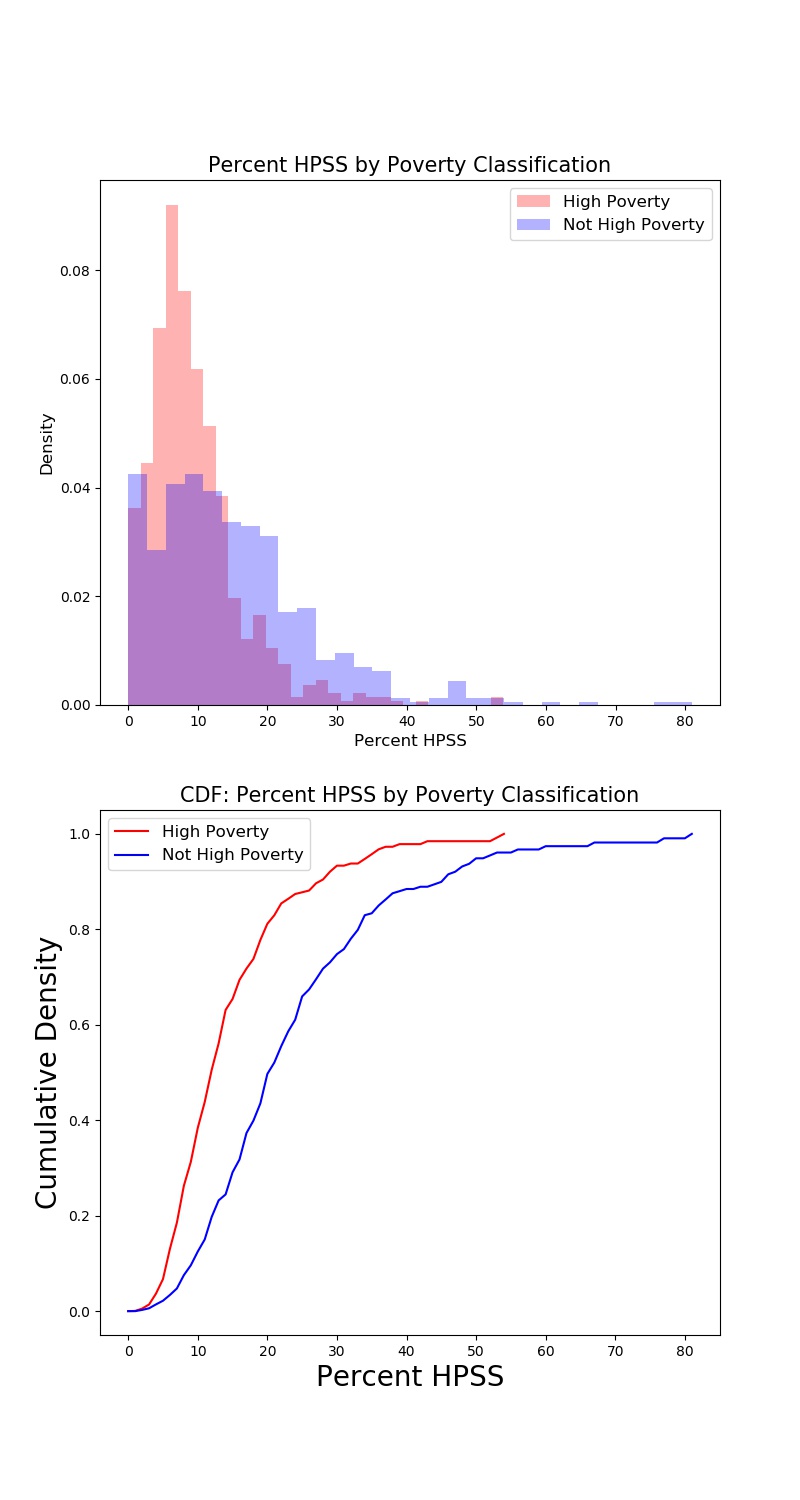 Percent HPSS by Poverty Classification
High Poverty
Not High Poverty
0.08
0.06
0.04
0.02
0.00
Density
0 10 20 30 40 50 60 70 80
Percent HPSS
CDF: Percent HPSS by Poverty Classification
High Poverty
Not High Poverty
1.0
0.8
0.6
0.4
0.2
0.0
Cumulative Density
0 10 20 30 40 50 60 70 80
Percent HPSS